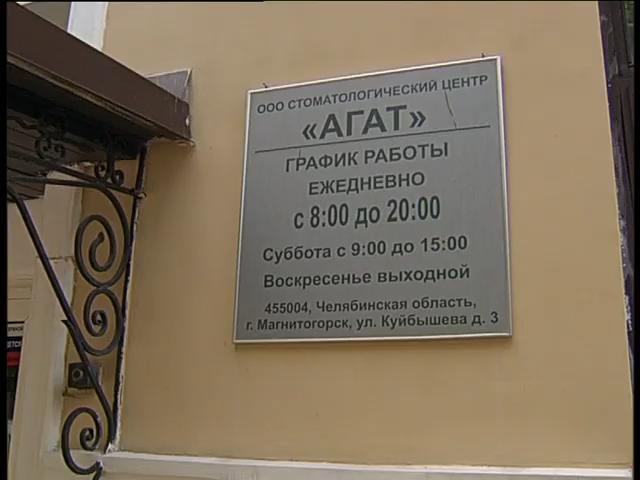 ООО СТОМАТОЛОГИЧЕСКИЙ ЦЕНТР
«АГАТ»
ГРАФИК РАБОТЫ
ЕЖЕДНЕВНО
с 8:00 до 20:00
Суббота с 9:00 до 15:00
Воскресенье выходной
455004, Челябинская область,
г. Магнитогорск, ул. Куйбышева д. 3